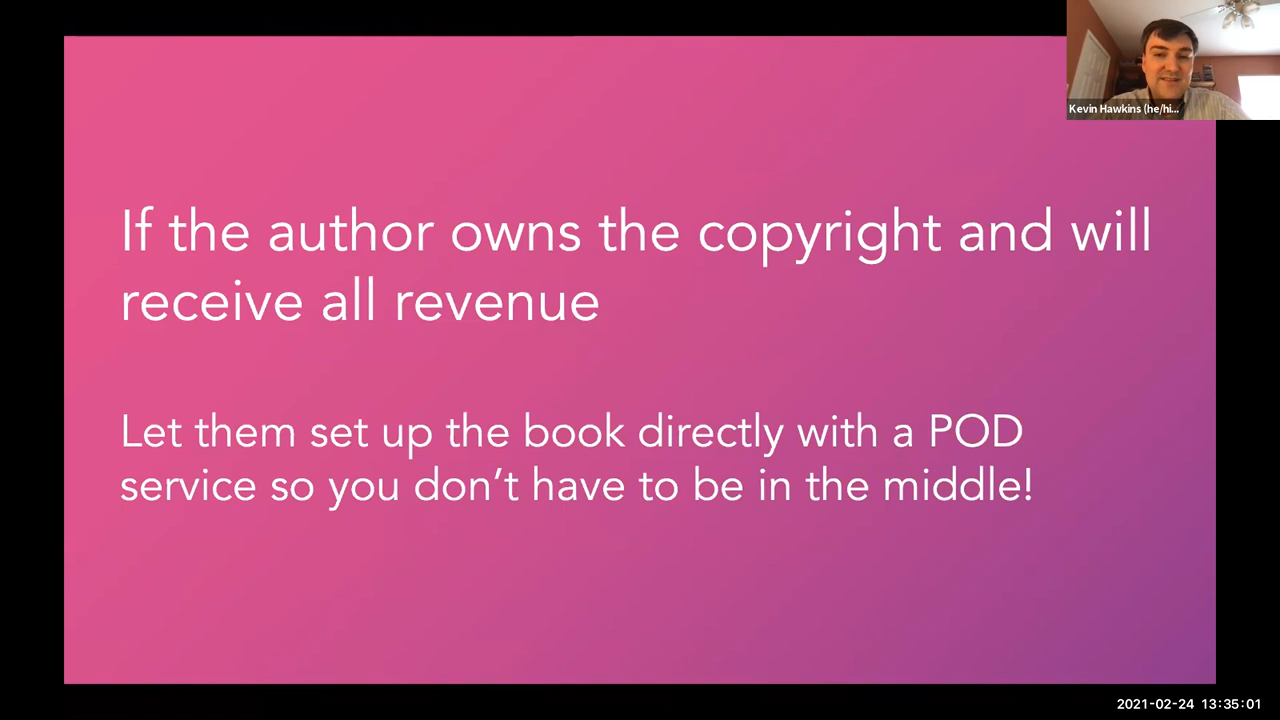 Kevin Hawkins (he/hi...
If the author owns the copyright and will
receive all revenue
Let them set up the book directly with a POD
service so you don’t have to be in the middle!
2021-02-24 13:35:01